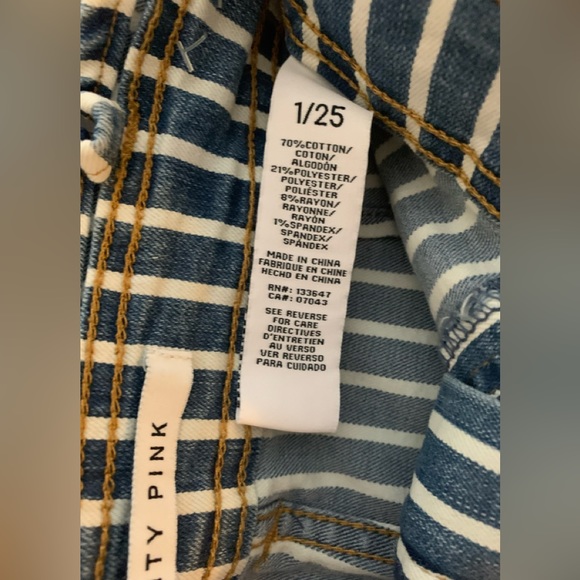 1/25
70%COTTON/
COTON/
ALGODÓN
21%POLYESTER/
POLYESTER/
POLIÉSTER
8%RAYON/
RAYONNE/
RAYÓN
1%SPANDEX/
SPANDEX/
SPANDEX
MADE IN CHINA
FABRIQUE EN CHINE
HECHO EN CHINA
RN#: 133647
CA#: 07043
SEE REVERSE
FOR CARE
DIRECTIVES
D'ENTRETIEN
AU VERSO
VER REVERSO
PARA CUIDADO
TY PINK